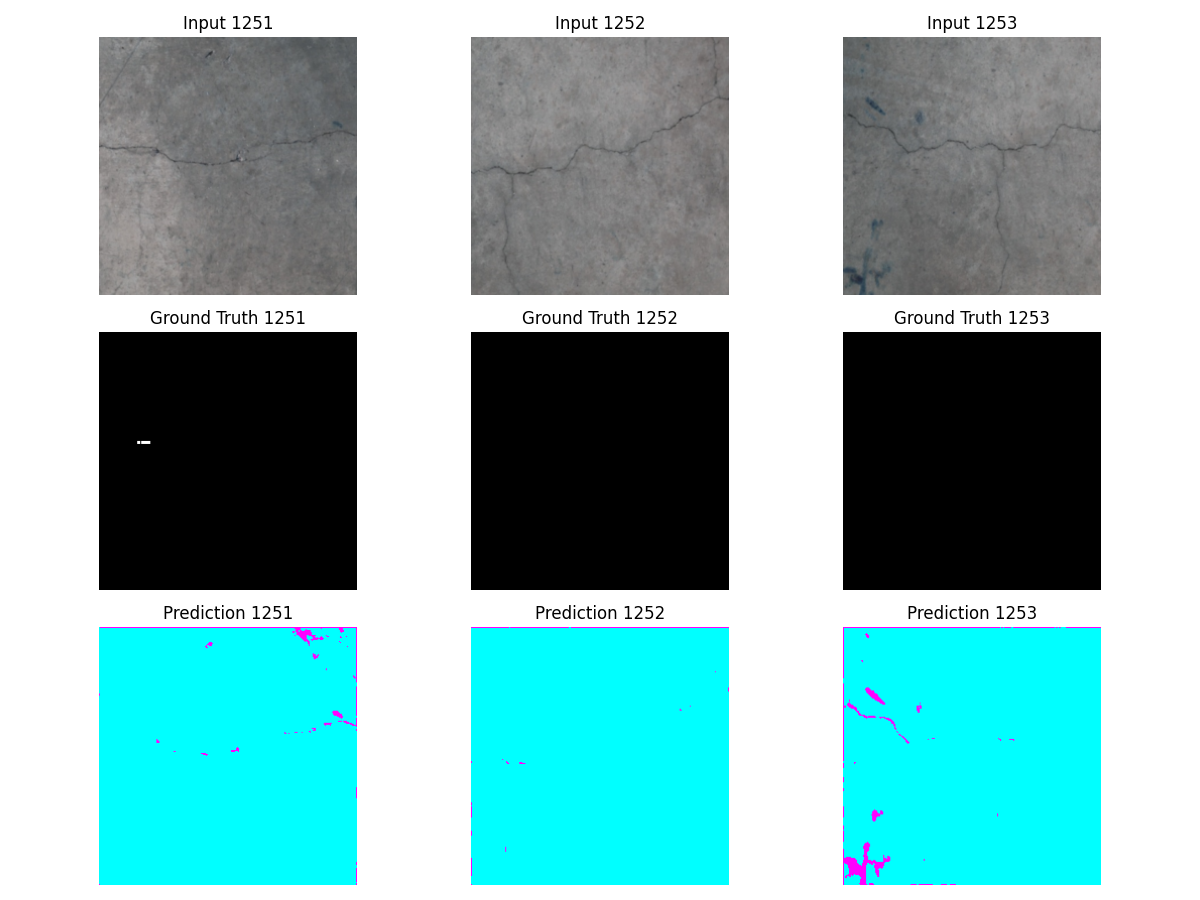 Input 1251
Input 1252
Input 1253
Ground Truth 1251
Ground Truth 1252
Ground Truth 1253
Prediction 1251
Prediction 1252
Prediction 1253